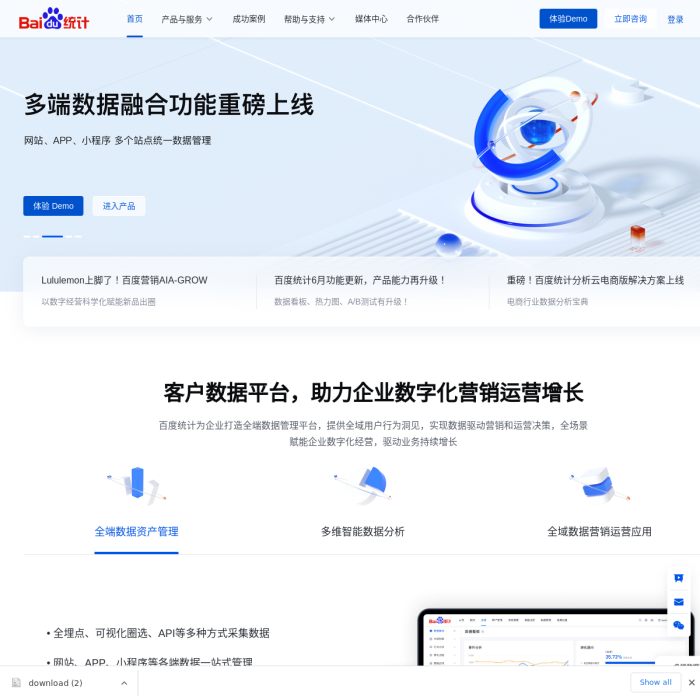 Bai du 统计
首页
产品与服务
成功案例
帮助与支持
媒体中心
合作伙伴
体验Demo
立即咨询
登录
多端数据融合功能重磅上线
网站、APP、小程序 多个站点统一数据管理
体验 Demo
进入产品
Lululemon上脚了！百度营销AIA-GROW
百度统计6月功能更新，产品能力再升级！
重磅！百度统计分析云电商版解决方案上线
以数字经营科学化赋能新品出圈
数据看板、热力图、A/B测试有升级！
电商行业数据分析宝典
客户数据平台，助力企业数字化营销运营增长
百度统计为企业打造全端数据管理平台，提供全域用户行为洞见，实现数据驱动营销和运营决策，全场景
赋能企业数字化经营，驱动业务持续增长
全端数据资产管理
多维智能数据分析
全域数据营销运营应用
• 全埋点、可视化圈选、API等多种方式采集数据
• 网站、APP、小程序等各端数据一站式管理
download (2)
Show all